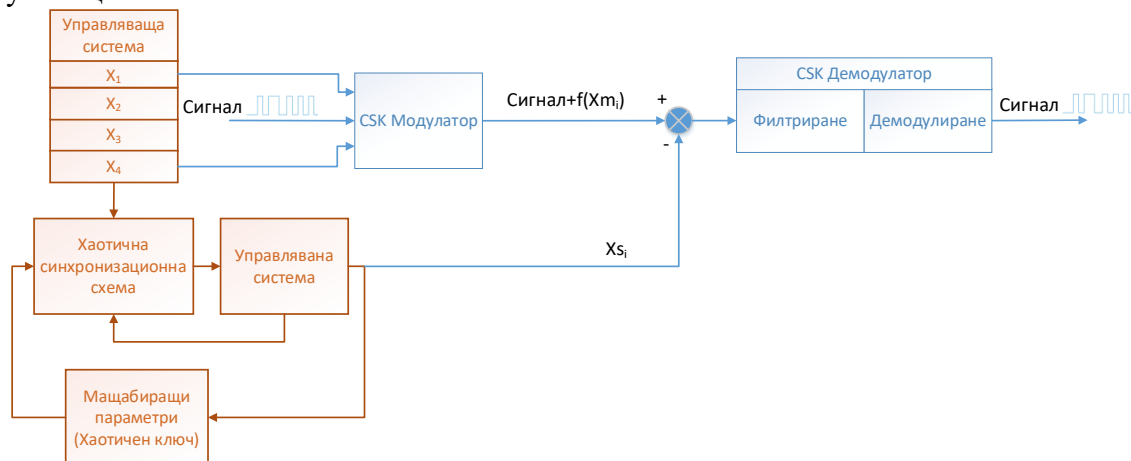 Управляваща
система
X₁
X₂
X₃
X₄
Сигнал
CSK Модулатор
Сигнал+f(Xmᵢ)
+
-
CSK Демодулатор
Филтриране
Демодулиране
Сигнал
Хаотична
синхронизационна
схема
Управлявана
система
Xsᵢ
Мащабиращи
параметри
(Хаотичен ключ)